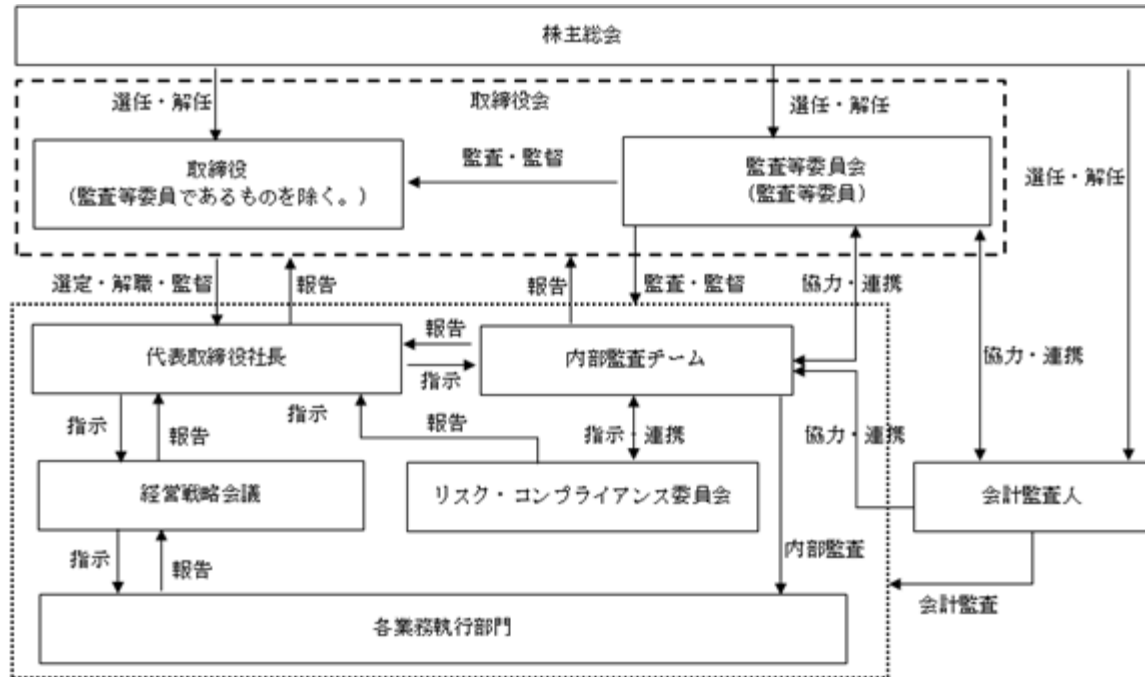 株主総会
選任・解任
取締役会
選任・解任
選任・解任
取締役
(監査等委員であるものを除く。)
監査・監督
監査等委員会
(監査等委員)
選定・解職・監督
報告
報告
監査・監督
協力・連携
協力・連携
代表取締役社長
報告
指示
内部監査チーム
指示
報告
指示
報告
指示・連携
協力・連携
経営戦略会議
リスク・コンプライアンス委員会
会計監査人
指示
報告
内部監査
会計監査
各業務執行部門